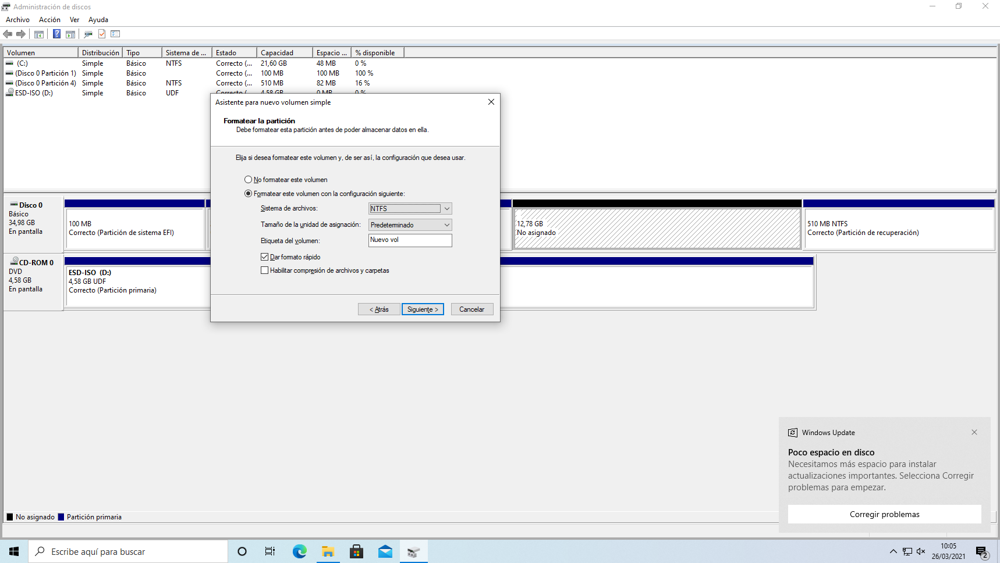 Administración de discos
Archivo Acción Ver Ayuda
Volumen Distribución Tipo Sistema de ... Estado Capacidad Espacio ... % disponible
(C:) Simple Básico NTFS Correcto (... 21,60 GB 48 MB 0 %
(Disco 0 Partición 1) Simple Básico Correcto (... 100 MB 100 MB 100 %
(Disco 0 Partición 4) Simple Básico NTFS Correcto (... 510 MB 82 MB 16 %
ESD-ISO (D:) Simple Básico UDF Correcto (... 4,58 GB 0 MB 0 %
Asistente para nuevo volumen simple
Formatear la partición
Debe formatear esta partición antes de poder almacenar datos en ella.
Elija si desea formatear este volumen y, de ser así, la configuración que desea usar.
No formatear este volumen
Formatear este volumen con la configuración siguiente:
Sistema de archivos: NTFS
Tamaño de la unidad de asignación: Predeterminado
Etiqueta del volumen: Nuevo vol
Dar formato rápido
Habilitar compresión de archivos y carpetas
< Atrás Siguiente > Cancelar
Disco 0
Básico
34,98 GB
En pantalla
100 MB
Correcto (Partición de sistema EFI)
12,78 GB
No asignado
510 MB NTFS
Correcto (Partición de recuperación)
CD-ROM 0
DVD
4,58 GB
En pantalla
ESD-ISO (D:)
4,58 GB UDF
Correcto (Partición primaria)
Windows Update
Poco espacio en disco
Necesitamos más espacio para instalar
actualizaciones importantes. Selecciona Corregir
problemas para empezar.
Corregir problemas
No asignado Partición primaria
Escribe aquí para buscar
10:05
26/03/2021
2